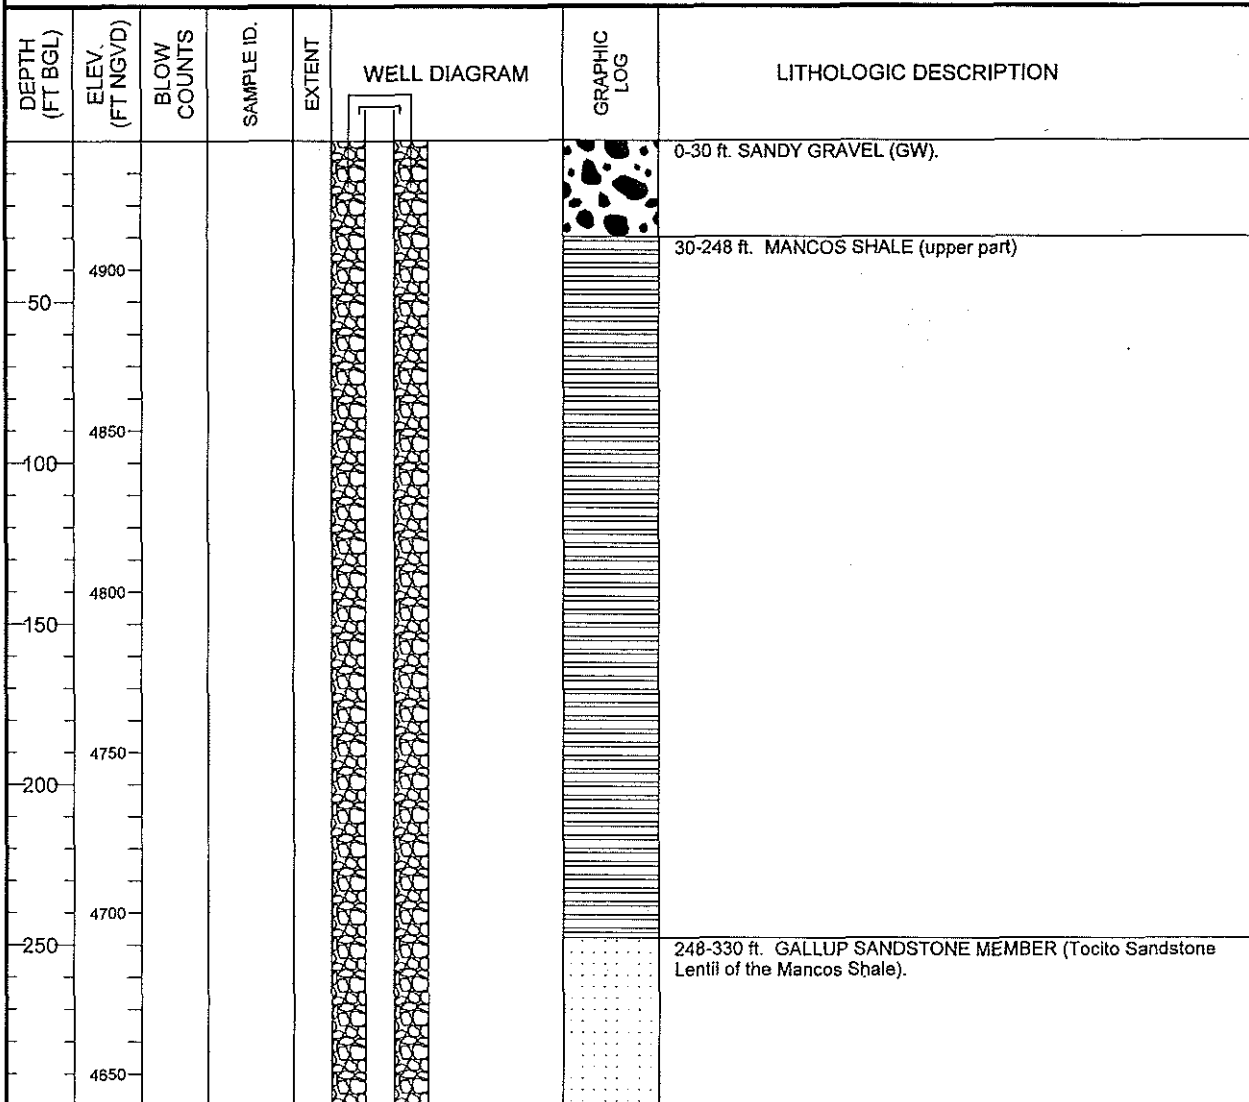 DEPTH
(FT BGL)
ELEV.
(FT NGVD)
BLOW
COUNTS
SAMPLE ID.
EXTENT
WELL DIAGRAM
GRAPHIC
LOG
LITHOLOGIC DESCRIPTION
0-30 ft. SANDY GRAVEL (GW).
30-248 ft. MANCOS SHALE (upper part)
4900
50
4850
100
4800
150
4750
200
4700
250
248-330 ft. GALLUP SANDSTONE MEMBER (Tocito Sandstone
Lentil of the Mancos Shale).
4650